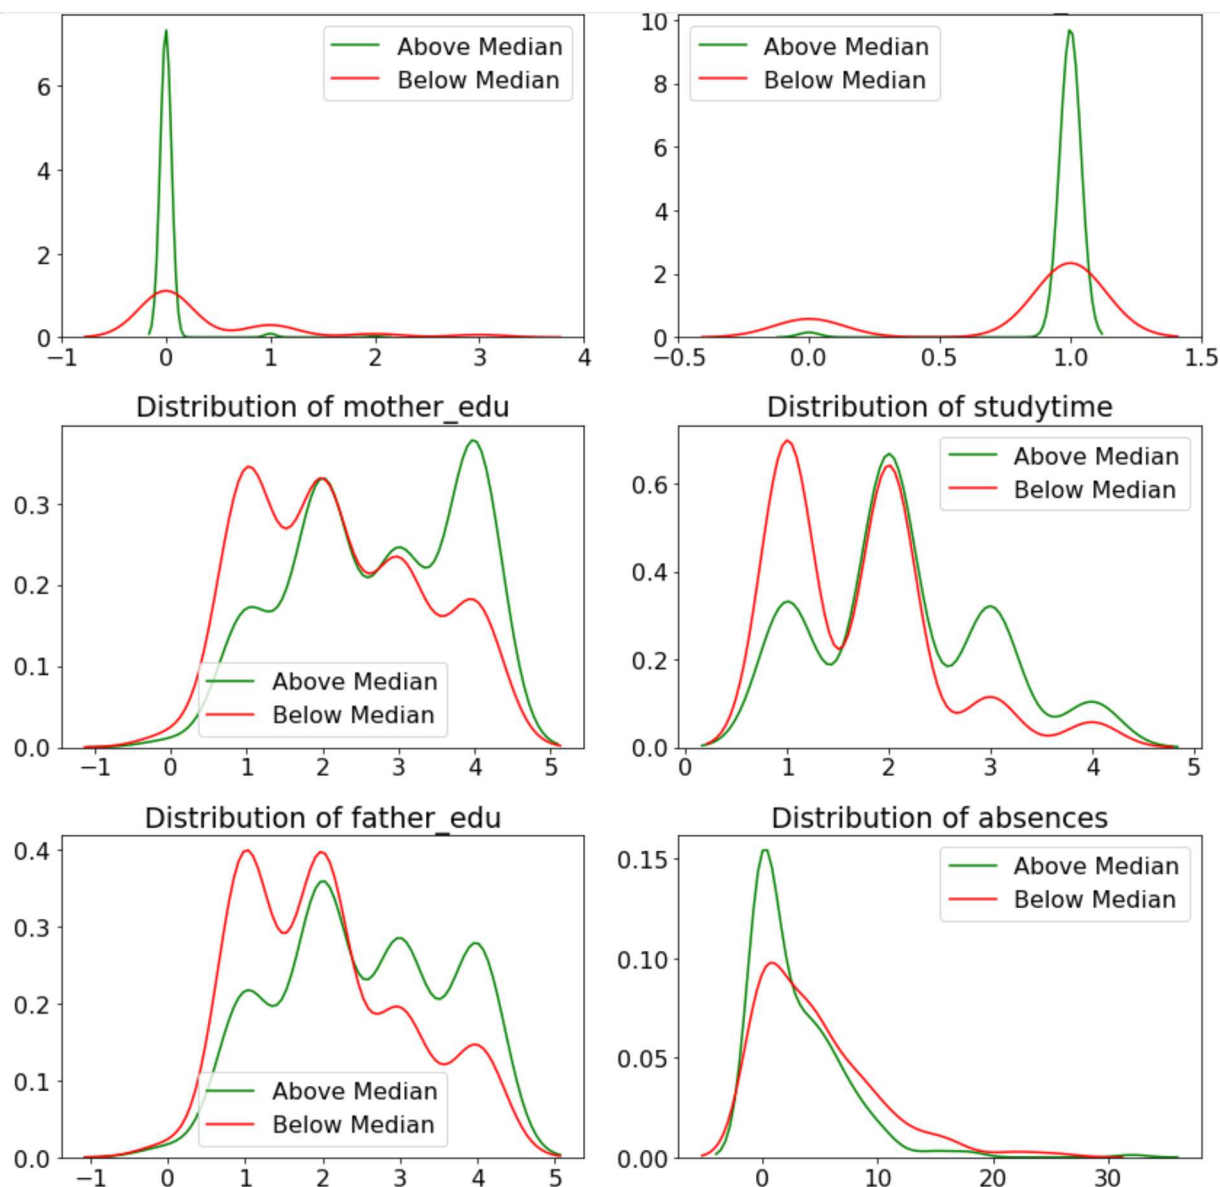 Above Median
Below Median
6
4
2
0
−1 0 1 2 3 4
Above Median
Below Median
10
8
6
4
2
0
−0.5 0.0 0.5 1.0 1.5
Distribution of mother_edu
0.3
0.2
0.1
0.0
Above Median
Below Median
−1 0 1 2 3 4 5
Distribution of studytime
Above Median
Below Median
0.6
0.4
0.2
0.0
0 1 2 3 4 5
Distribution of father_edu
0.4
0.3
0.2
0.1
0.0
Above Median
Below Median
−1 0 1 2 3 4 5
Distribution of absences
Above Median
Below Median
0.15
0.10
0.05
0.00
0 10 20 30